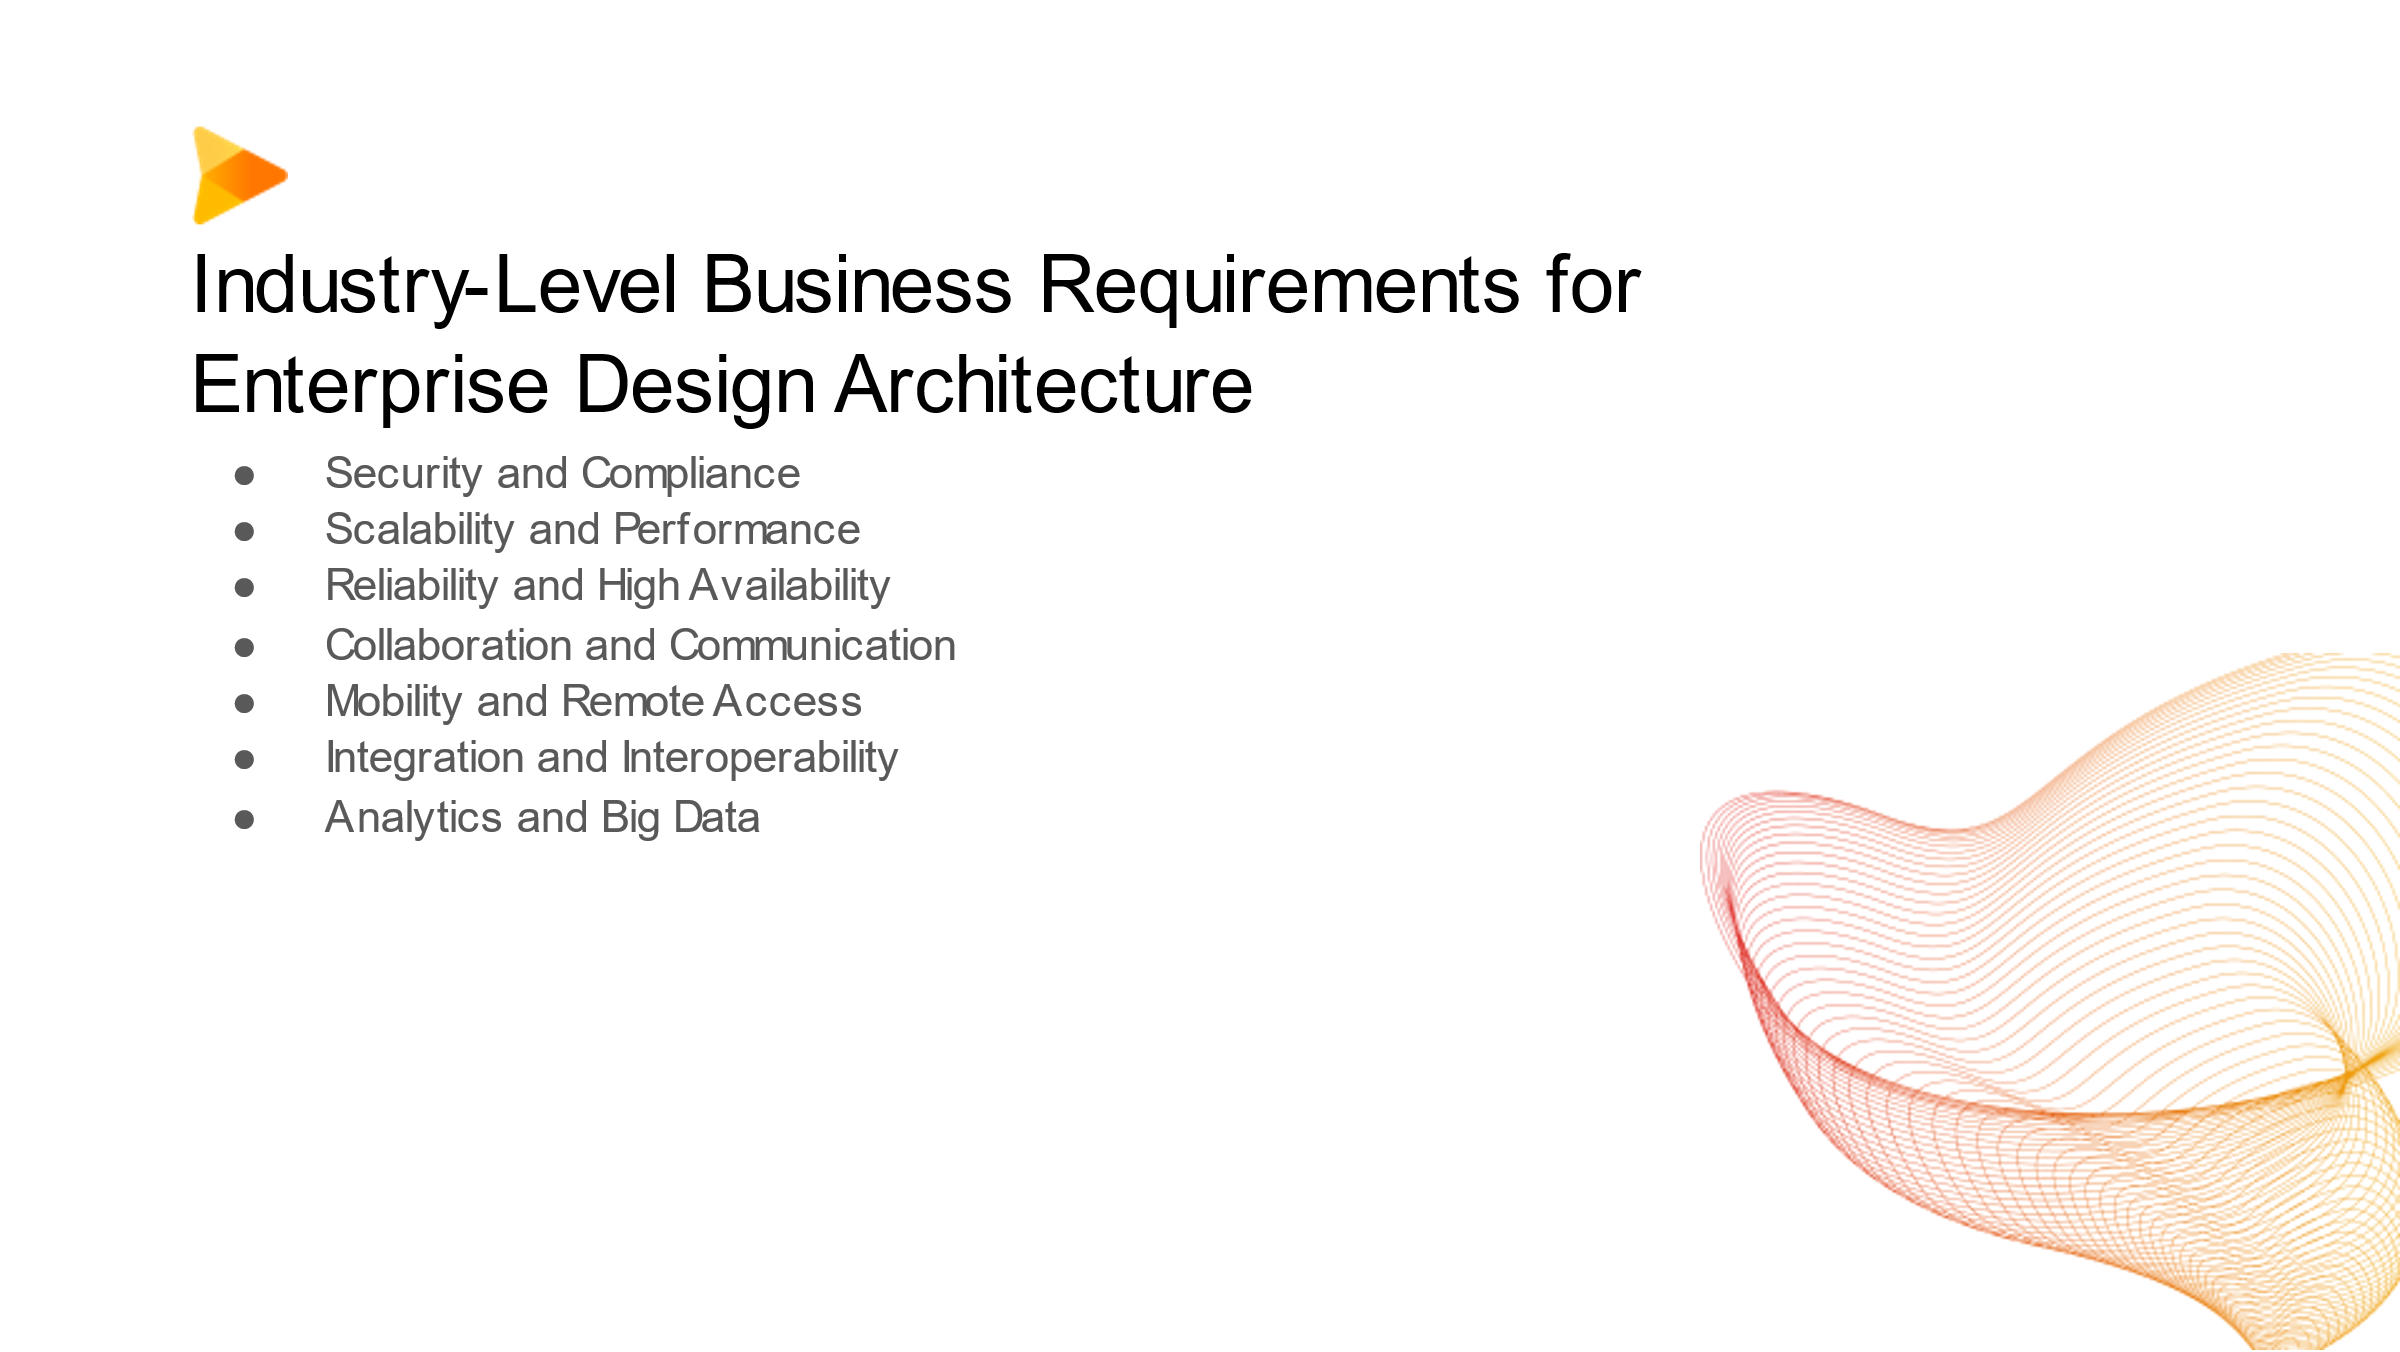 Industry-Level Business Requirements for
Enterprise Design Architecture
● Security and Compliance
● Scalability and Performance
● Reliability and High Availability
● Collaboration and Communication
● Mobility and Remote Access
● Integration and Interoperability
● Analytics and Big Data